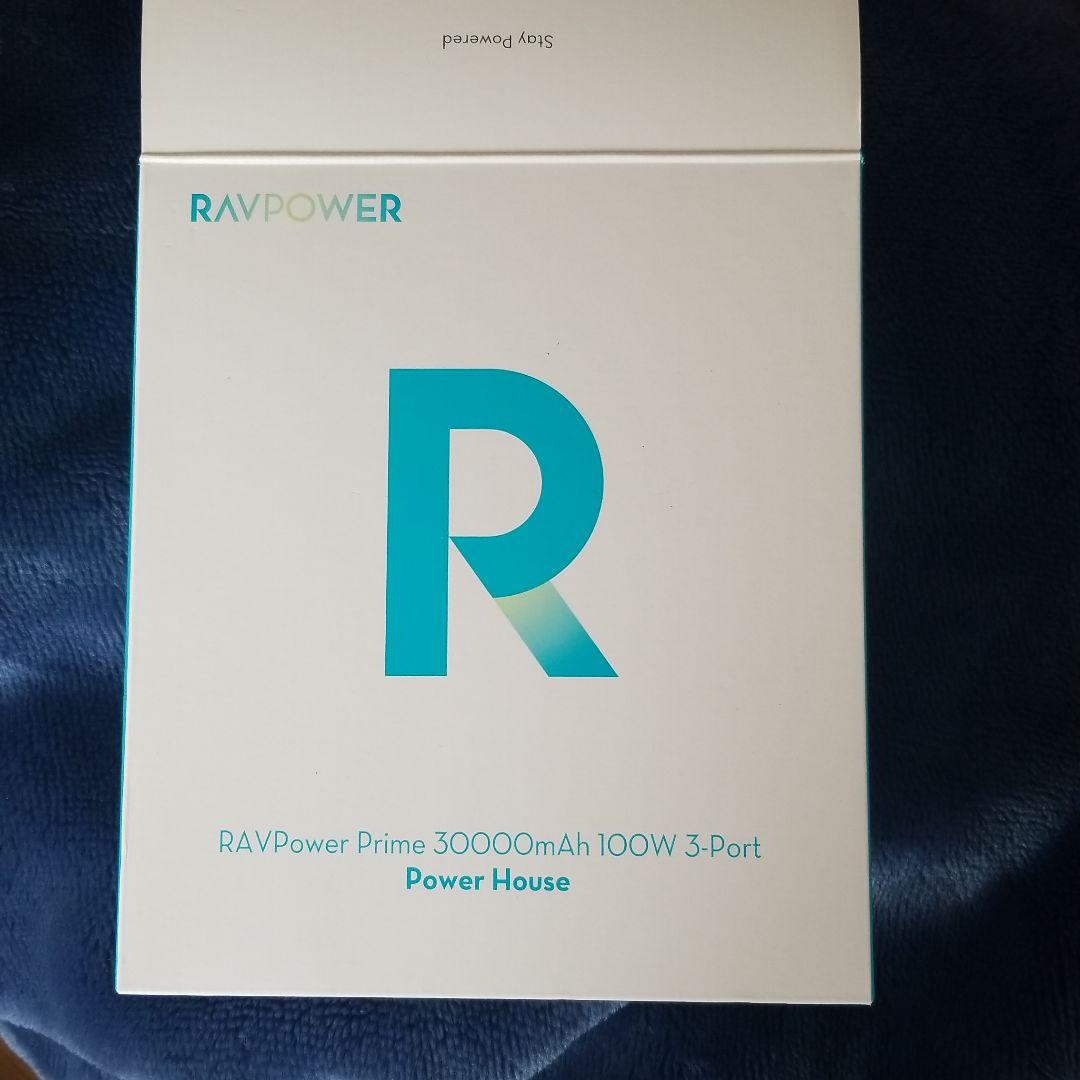 Stay Powered
RAVPOWER
R
RAVPower Prime 30000mAh 100W 3-Port
Power House